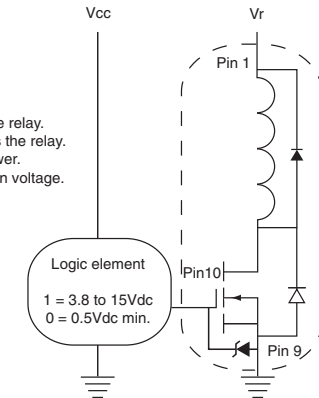 Vcc
Vr
Pin 1
e relay.
s the relay.
wer.
n voltage.
Logic element
Pin10
1 = 3.8 to 15Vdc
0 = 0.5Vdc min.
Pin 9